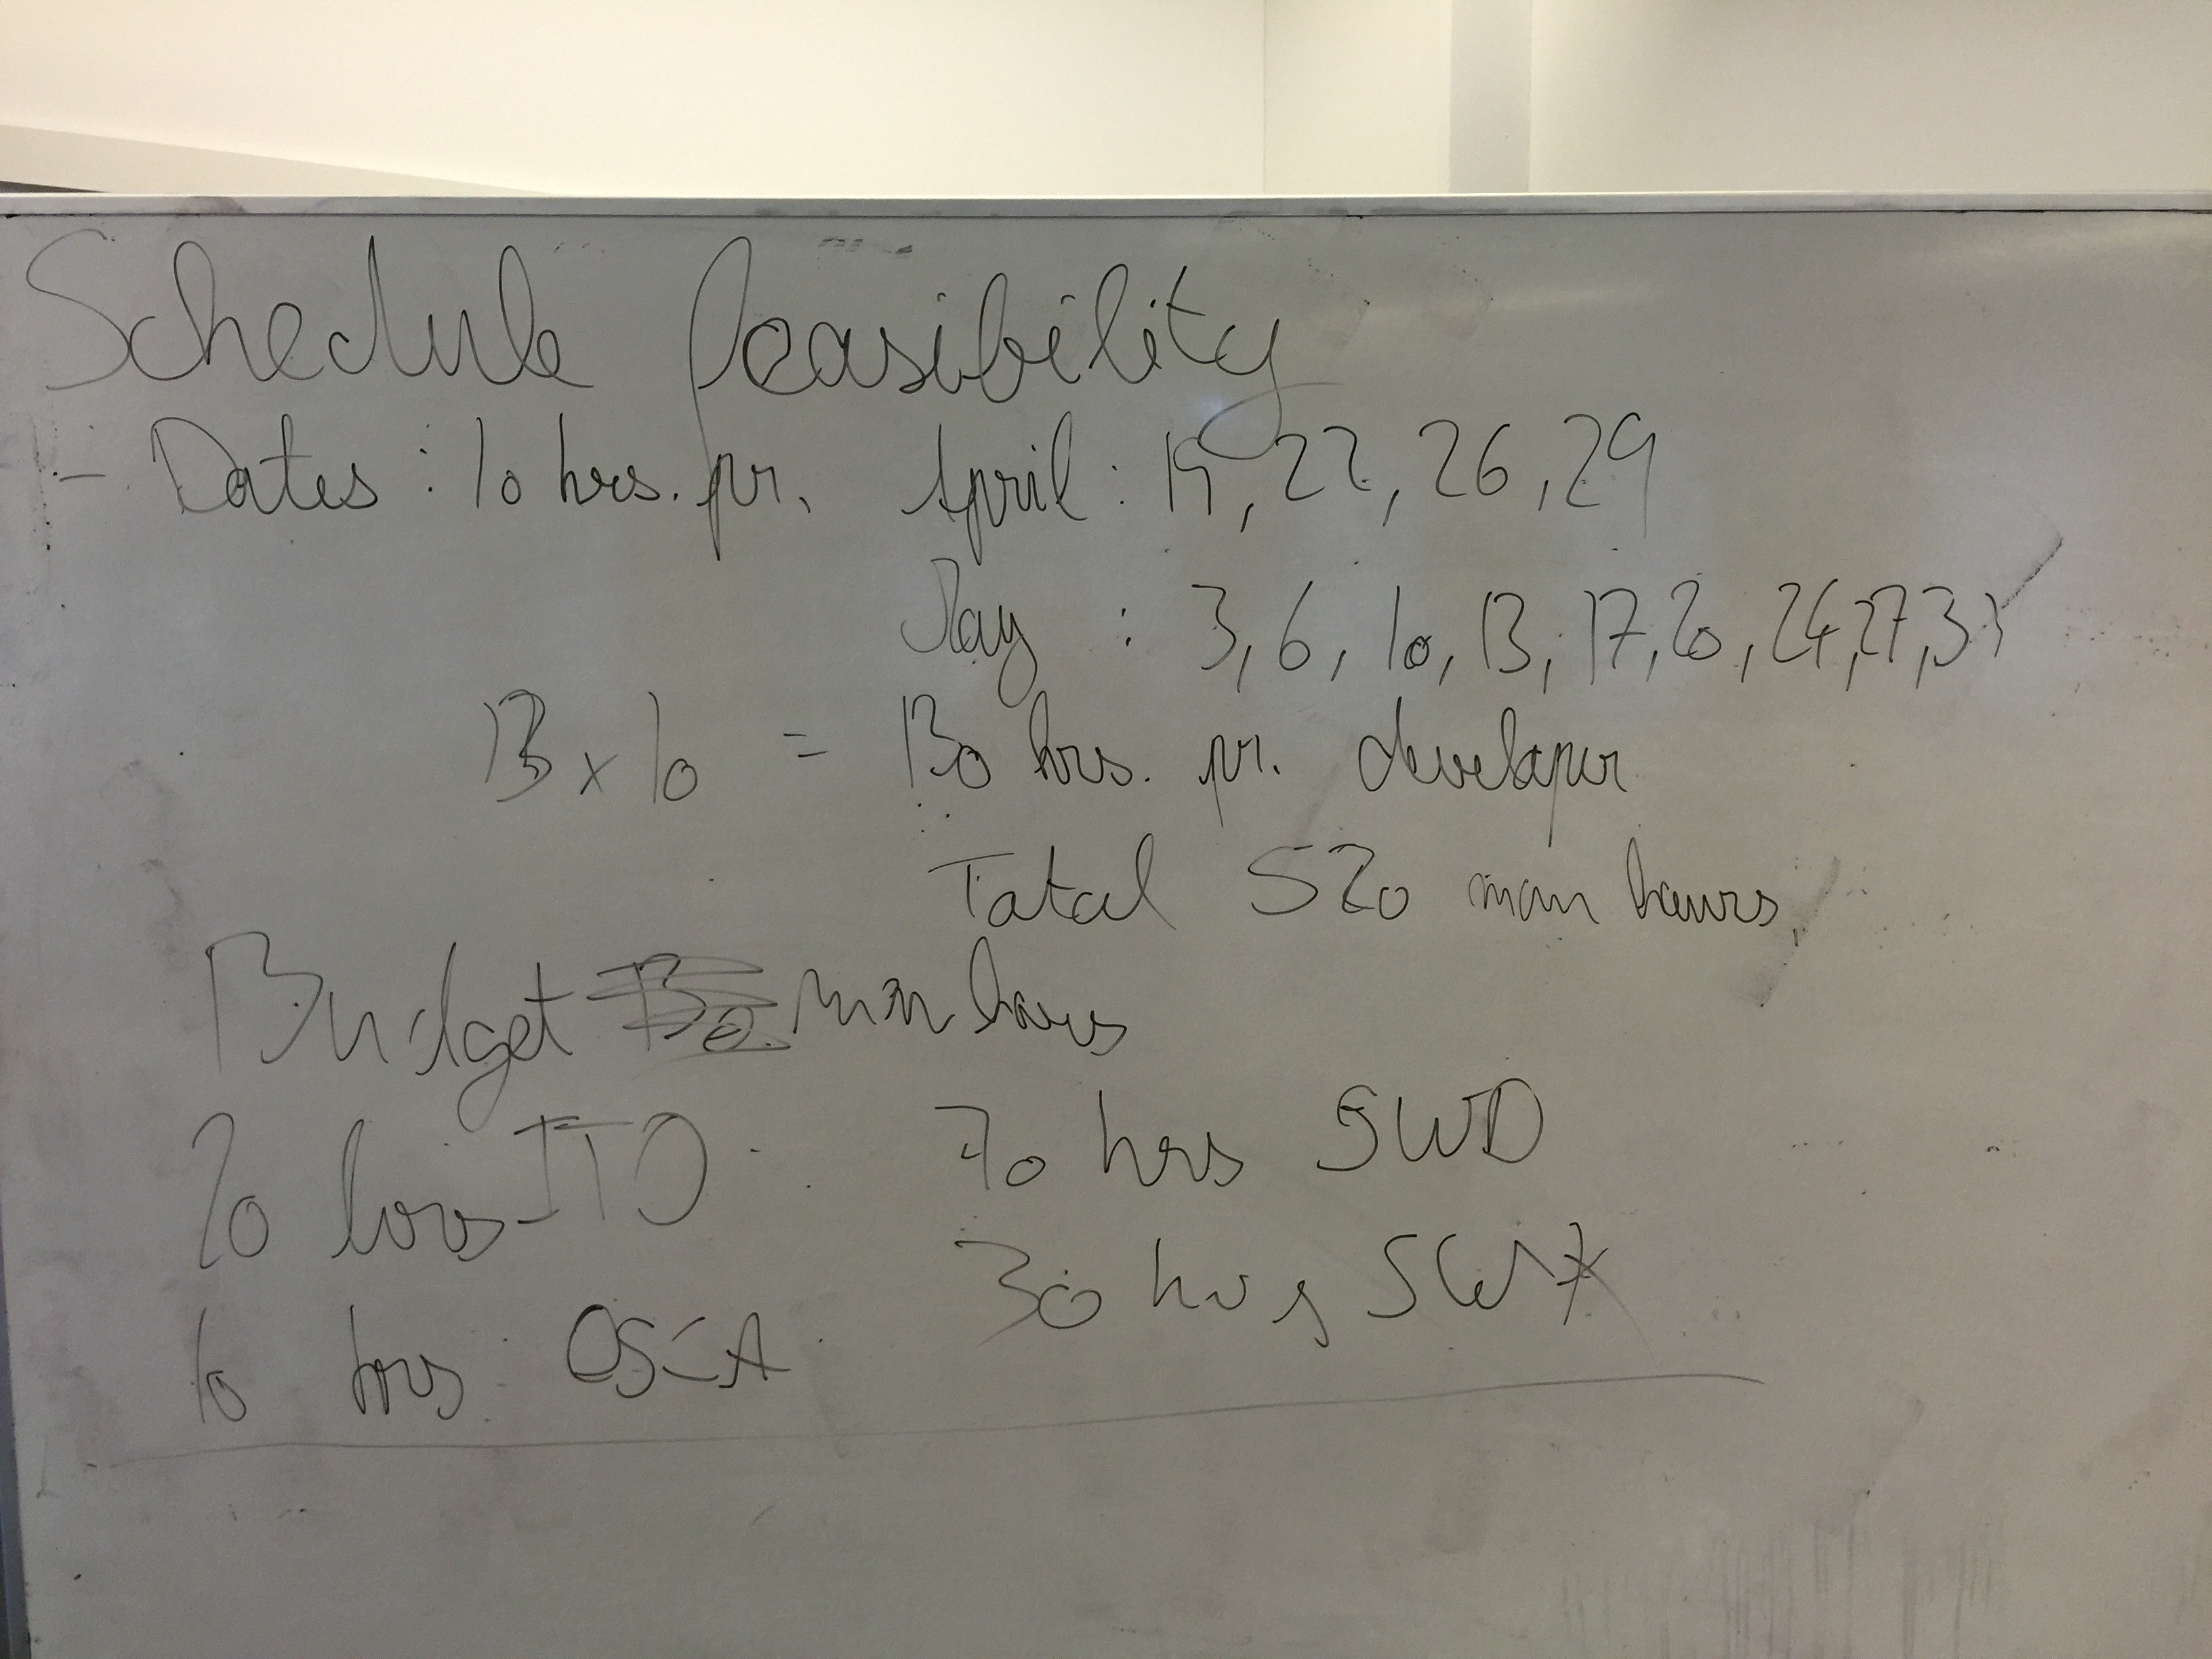 Schedule feasibility
- Dates : 10 hrs. pr. April : 19, 22, 26, 29
May : 3, 6, 10, 13, 17, 20, 24, 27, 31
13 x 10 = 130 hrs. pr. developer
Total 520 man hours
Budget man hours
20 hrs ITO
70 hrs SWD
30 hrs SW
10 hrs OSCA